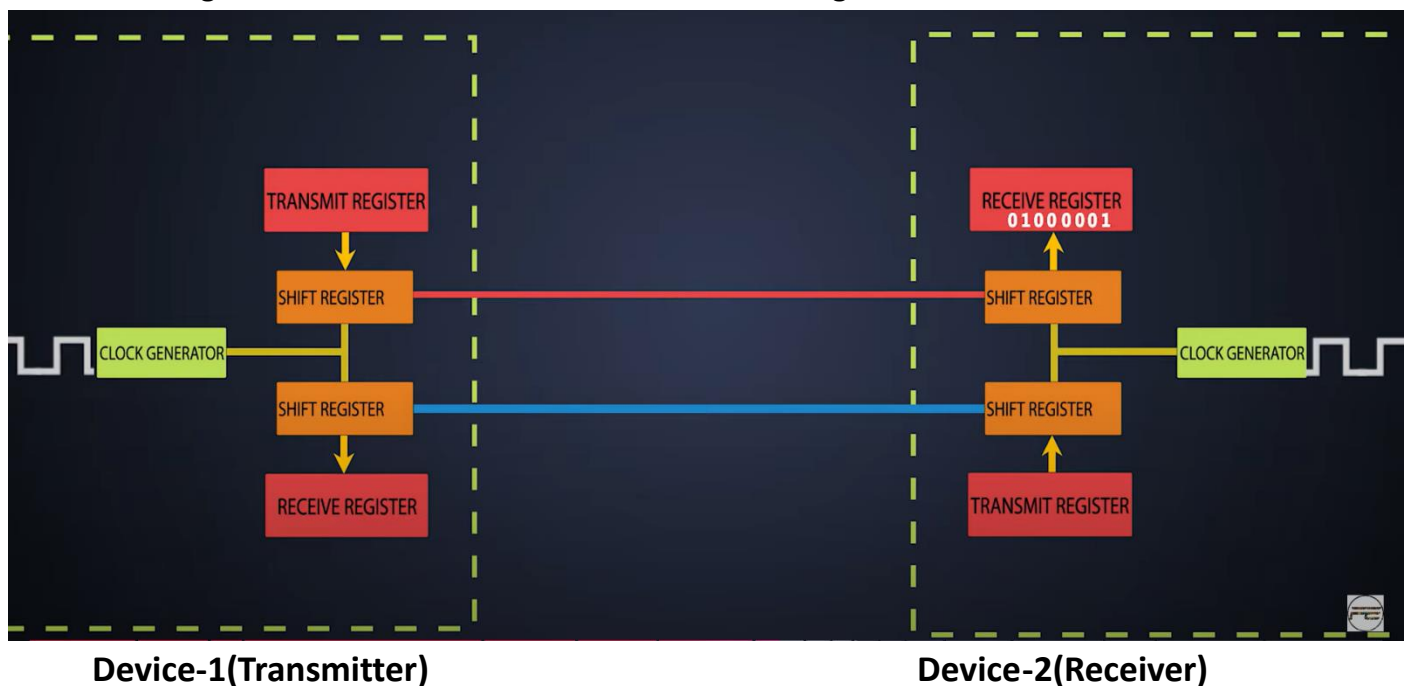 TRANSMIT REGISTER
RECEIVE REGISTER
01000001
SHIFT REGISTER
SHIFT REGISTER
CLOCK GENERATOR
CLOCK GENERATOR
SHIFT REGISTER
SHIFT REGISTER
RECEIVE REGISTER
TRANSMIT REGISTER
Device-1(Transmitter)
Device-2(Receiver)